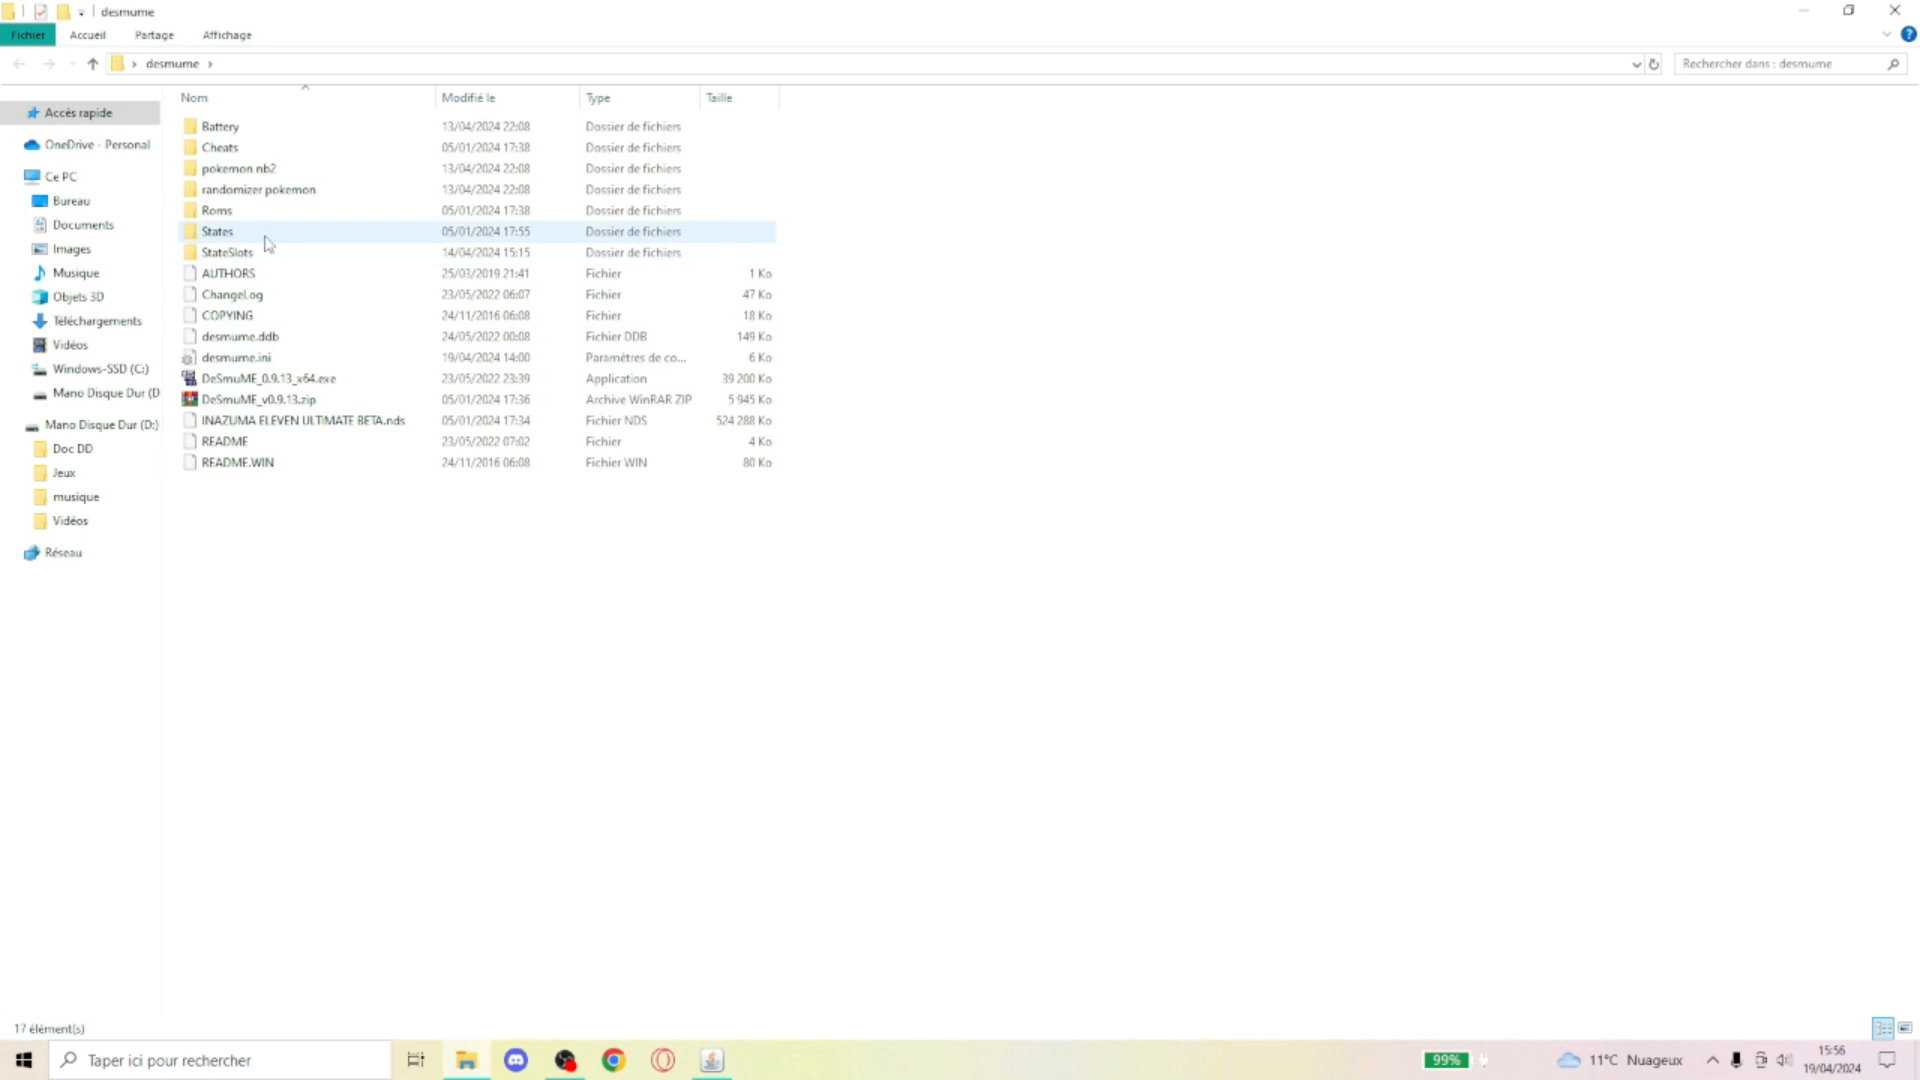 desmume
Fichier Accueil Partage Affichage
desmume
Rechercher dans : desmume
Nom Modifié le Type Taille
Accès rapide
OneDrive - Personal
Ce PC
Bureau
Documents
Images
Musique
Objets 3D
Téléchargements
Vidéos
Windows-SSD (C:)
Mano Disque Dur (D
Mano Disque Dur (D:)
Doc DD
Jeux
musique
Vidéos
Réseau
Battery 13/04/2024 22:08 Dossier de fichiers
Cheats 05/01/2024 17:38 Dossier de fichiers
pokemon nb2 13/04/2024 22:08 Dossier de fichiers
randomizer pokemon 13/04/2024 22:08 Dossier de fichiers
Roms 05/01/2024 17:38 Dossier de fichiers
States 05/01/2024 17:55 Dossier de fichiers
StateSlots 14/04/2024 15:15 Dossier de fichiers
AUTHORS 25/03/2019 21:41 Fichier 1 Ko
ChangeLog 23/05/2022 06:07 Fichier 47 Ko
COPYING 24/11/2016 06:08 Fichier 18 Ko
desmume.ddb 24/05/2022 00:08 Fichier DDB 149 Ko
desmume.ini 19/04/2024 14:00 Paramètres de co... 6 Ko
DeSmuME_0.9.13_x64.exe 23/05/2022 23:39 Application 39 200 Ko
DeSmuME_v0.9.13.zip 05/01/2024 17:36 Archive WinRAR ZIP 5 945 Ko
INAZUMA ELEVEN ULTIMATE BETA.nds 05/01/2024 17:34 Fichier NDS 524 288 Ko
README 23/05/2022 07:02 Fichier 4 Ko
README.WIN 24/11/2016 06:08 Fichier WIN 80 Ko
17 élément(s)
Taper ici pour rechercher
99%
11°C Nuageux
15:56
19/04/2024